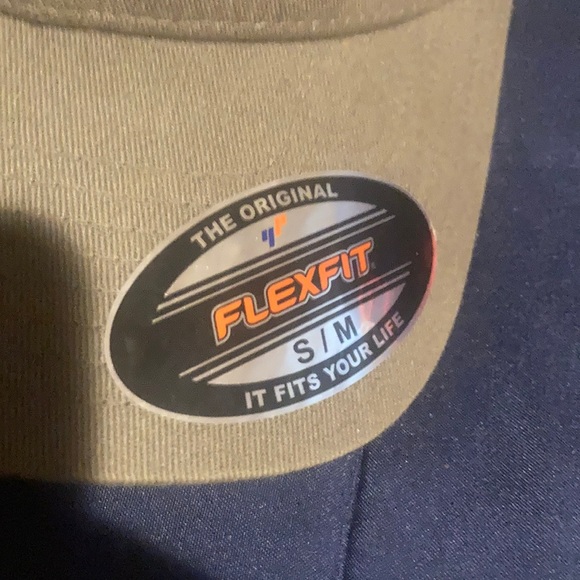 THE ORIGINAL
FLEXFIT
S / M
IT FITS YOUR LIFE